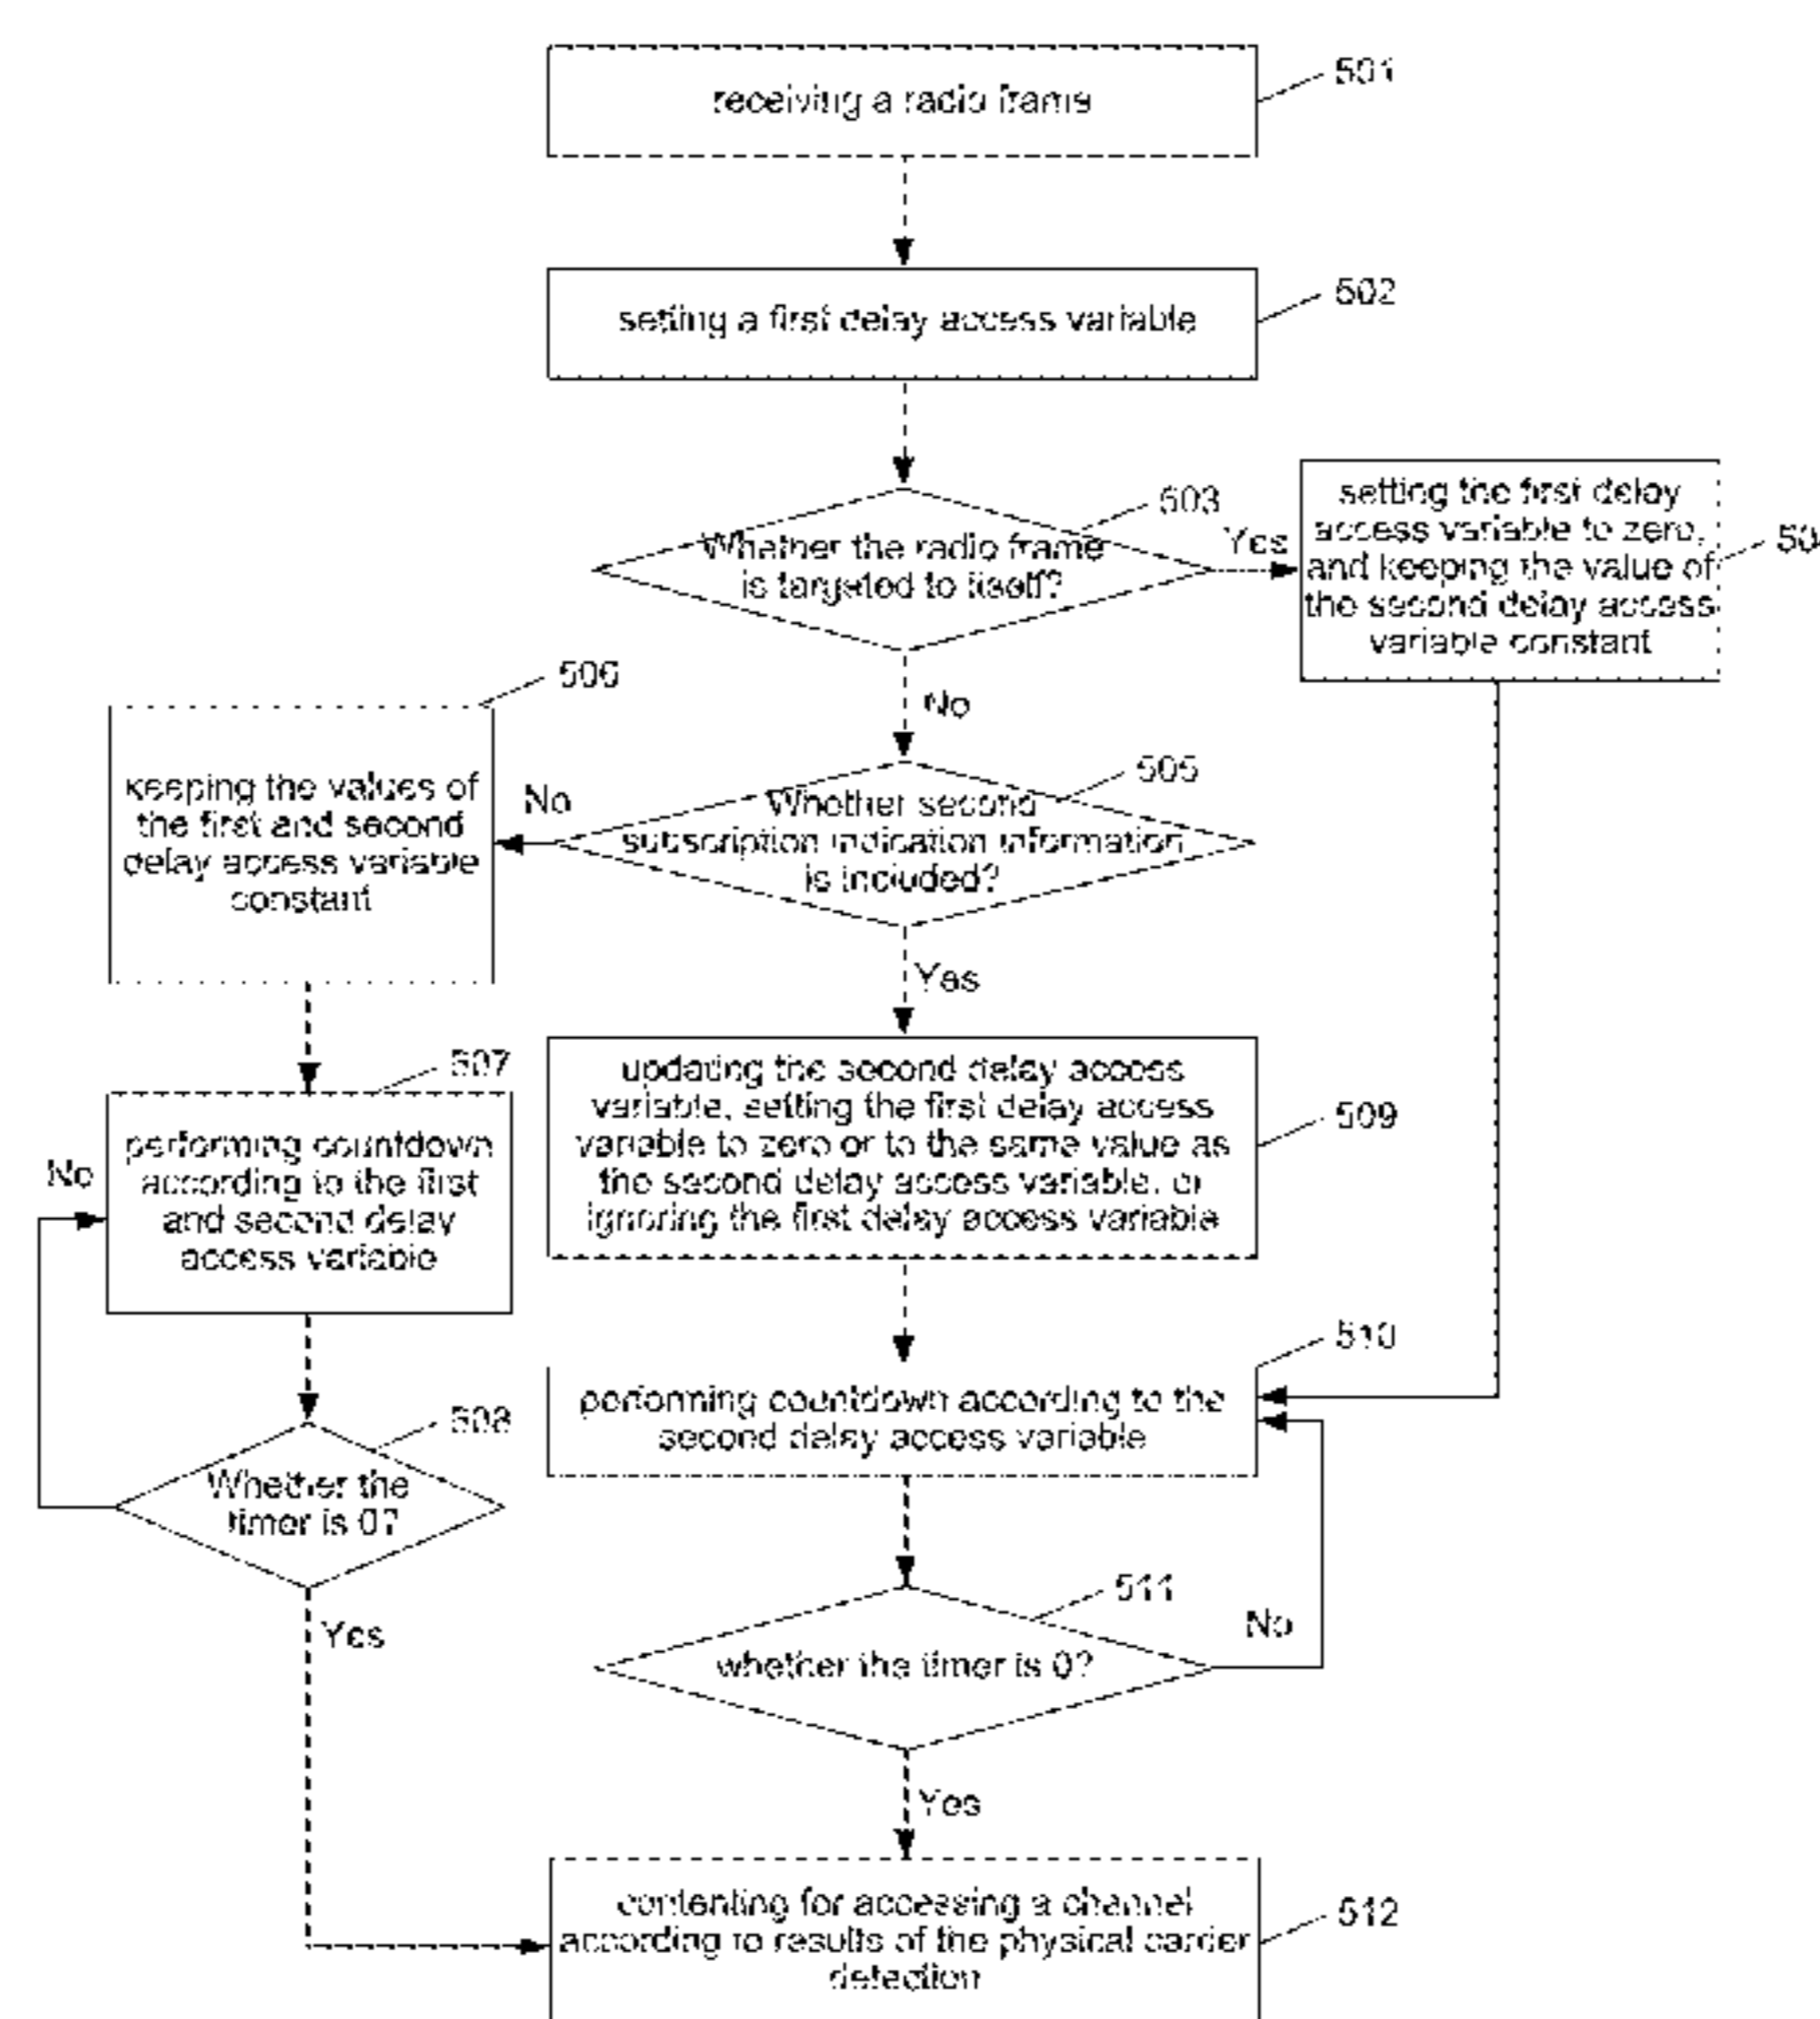 receiving a radio frame
501
setting a first delay access variable
502
503
Whether the radio frame
is targeted to itself?
Yes
setting the first delay
access variable to zero,
and keeping the value of
the second delay access
variable constant
50
No
505
Whether second
subscription indication information
is included?
No
506
keeping the values of
the first and second
delay access variable
constant
Yes
507
performing countdown
according to the first
and second delay
access variable
No
updating the second delay access
variable, setting the first delay access
variable to zero or to the same value as
the second delay access variable, or
ignoring the first delay access variable
509
510
performing countdown according to the
second delay access variable
508
Whether the
timer is 0?
Yes
511
whether the timer is 0?
No
Yes
contenting for accessing a channel
according to results of the physical carrier
detection
512